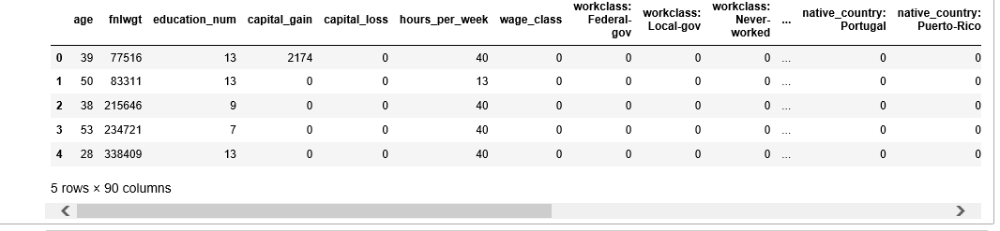 age fnlwgt education_num capital_gain capital_loss hours_per_week wage_class workclass: Federal-gov workclass: Local-gov workclass: Never-worked ... native_country: Portugal native_country: Puerto-Rico
0 39 77516 13 2174 0 40 0 0 0 0 ... 0 0
1 50 83311 13 0 0 13 0 0 0 0 ... 0 0
2 38 215646 9 0 0 40 0 0 0 0 ... 0 0
3 53 234721 7 0 0 40 0 0 0 0 ... 0 0
4 28 338409 13 0 0 40 0 0 0 0 ... 0 0
5 rows × 90 columns